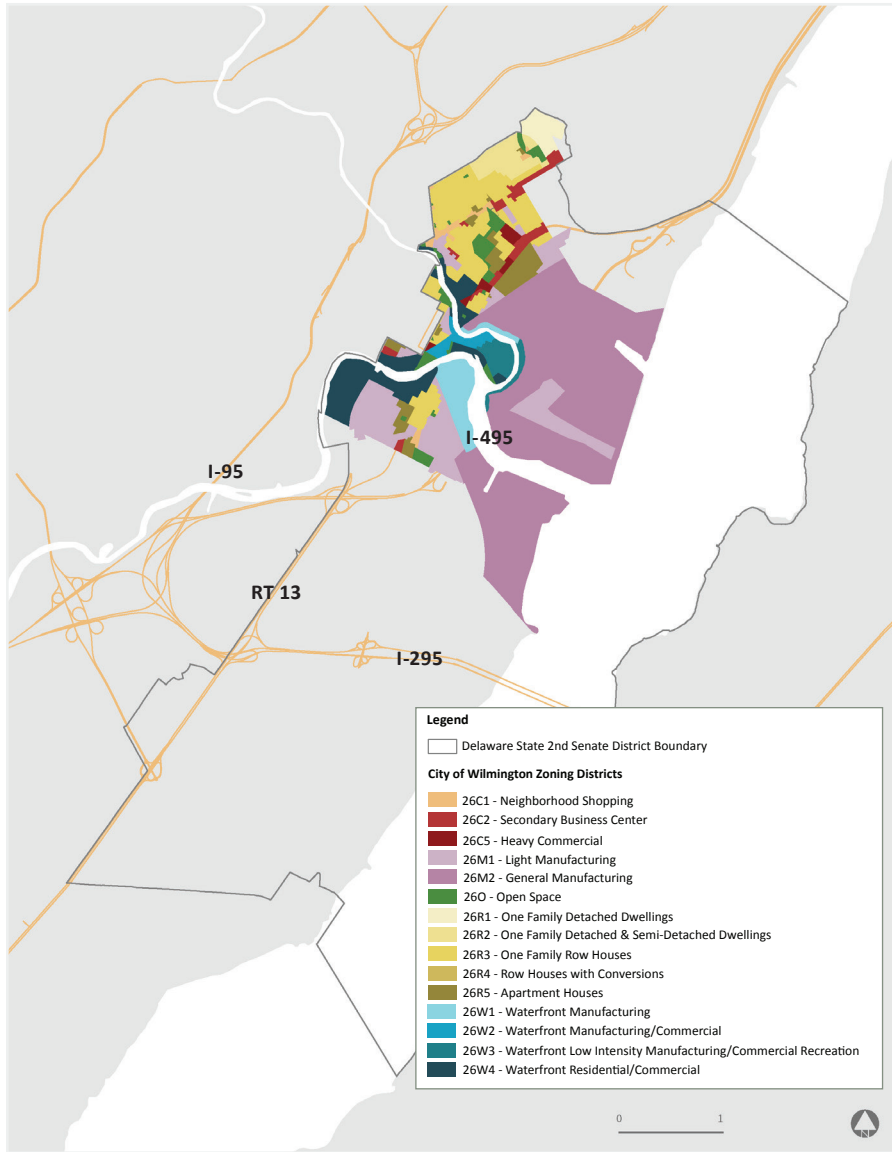 I-495
I-95
RT 13
I-295
Legend
Delaware State 2nd Senate District Boundary
City of Wilmington Zoning Districts
26C1 - Neighborhood Shopping
26C2 - Secondary Business Center
26C5 - Heavy Commercial
26M1 - Light Manufacturing
26M2 - General Manufacturing
26O - Open Space
26R1 - One Family Detached Dwellings
26R2 - One Family Detached & Semi-Detached Dwellings
26R3 - One Family Row Houses
26R4 - Row Houses with Conversions
26R5 - Apartment Houses
26W1 - Waterfront Manufacturing
26W2 - Waterfront Manufacturing/Commercial
26W3 - Waterfront Low Intensity Manufacturing/Commercial Recreation
26W4 - Waterfront Residential/Commercial
0 1
N